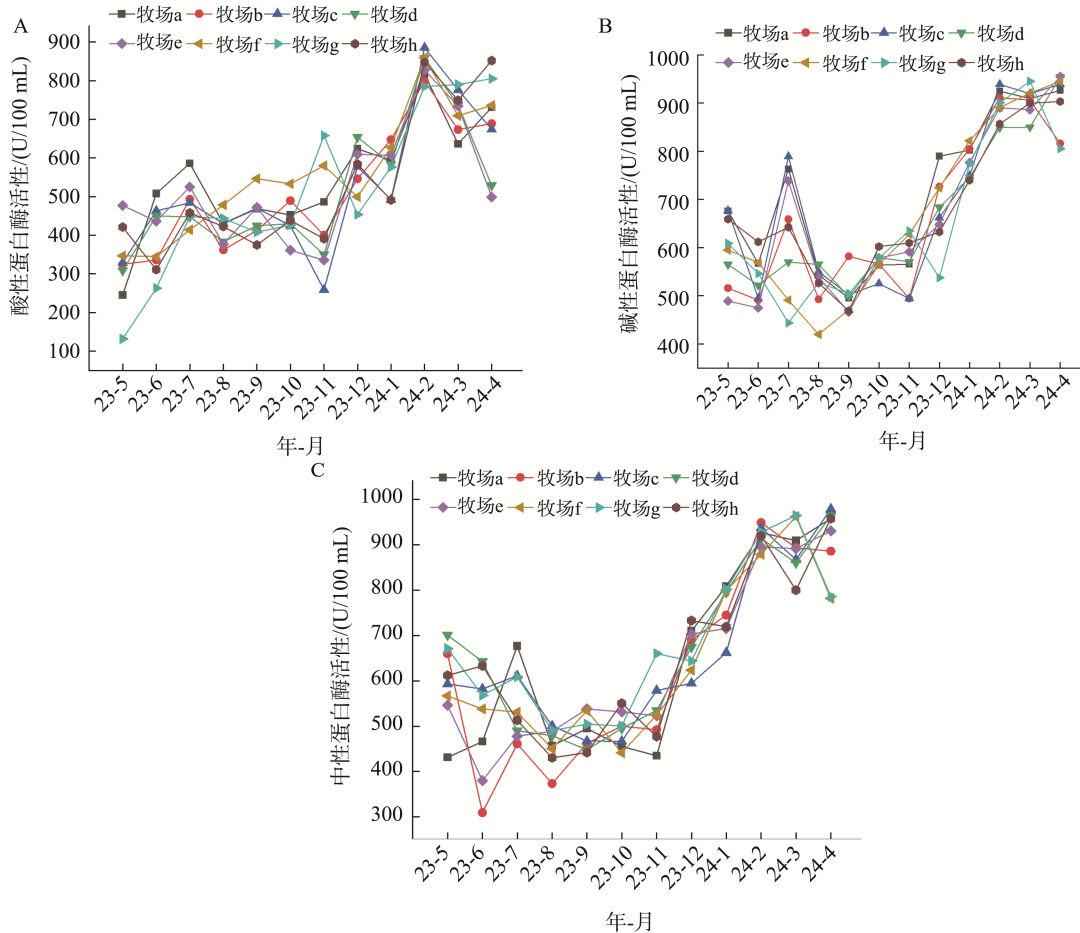 A
牧场a 牧场b 牧场c 牧场d
牧场e 牧场f 牧场g 牧场h
酸性蛋白酶活性/(U/100 mL)
900
800
700
600
500
400
300
200
100
23-5 23-6 23-7 23-8 23-9 23-10 23-11 23-12 24-1 24-2 24-3 24-4
年-月
B
牧场a 牧场b 牧场c 牧场d
牧场e 牧场f 牧场g 牧场h
碱性蛋白酶活性/(U/100 mL)
1000
900
800
700
600
500
400
23-5 23-6 23-7 23-8 23-9 23-10 23-11 23-12 24-1 24-2 24-3 24-4
年-月
C
牧场a 牧场b 牧场c 牧场d
牧场e 牧场f 牧场g 牧场h
中性蛋白酶活性/(U/100 mL)
1000
900
800
700
600
500
400
300
23-5 23-6 23-7 23-8 23-9 23-10 23-11 23-12 24-1 24-2 24-3 24-4
年-月